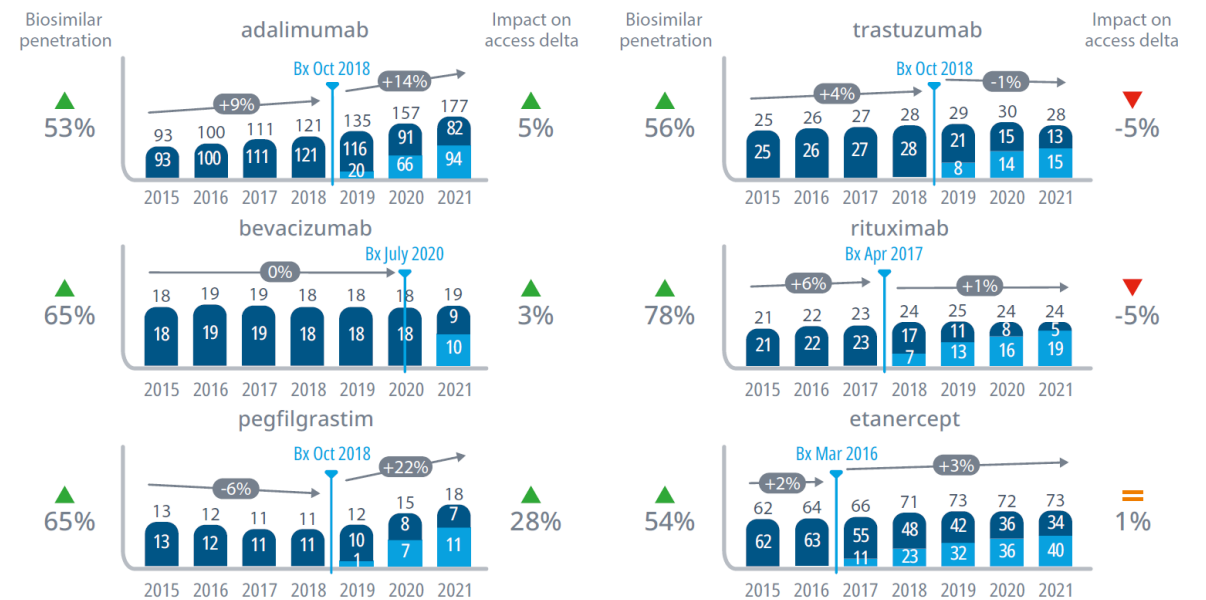 Biosimilar
penetration
adalimumab
Impact on
access delta
Bx Oct 2018
+9%
+14%
53%
5%
93 100 111 121 135 157 177
93 100 111 121 116 91 82
20 66 94
2015 2016 2017 2018 2019 2020 2021
bevacizumab
Bx July 2020
0%
65%
3%
18 19 19 18 18 18 19
18 19 19 18 18 18 9
10
2015 2016 2017 2018 2019 2020 2021
pegfilgrastim
Bx Oct 2018
-6%
+22%
65%
28%
13 12 11 11 12 15 18
13 12 11 11 10 8 7
1 7 11
2015 2016 2017 2018 2019 2020 2021
Biosimilar
penetration
trastuzumab
Impact on
access delta
Bx Oct 2018
+4%
-1%
56%
-5%
25 26 27 28 29 30 28
25 26 27 28 21 15 13
8 14 15
2015 2016 2017 2018 2019 2020 2021
rituximab
Bx Apr 2017
+6%
+1%
78%
-5%
21 22 23 24 25 24 24
21 22 23 17 11 8 5
7 13 16 19
2015 2016 2017 2018 2019 2020 2021
etanercept
Bx Mar 2016
+2%
+3%
54%
=
1%
62 64 66 71 73 72 73
62 63 55 48 42 36 34
11 23 32 36 40
2015 2016 2017 2018 2019 2020 2021